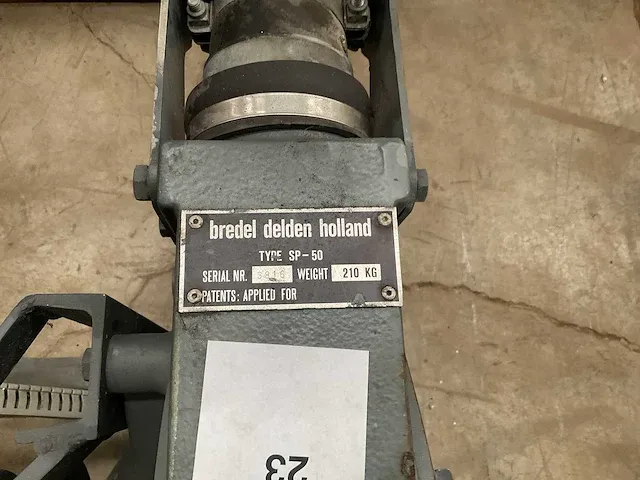 bredel delden holland
TYPE SP-50
SERIAL NR. WEIGHT 210 KG
PATENTS: APPLIED FOR
23